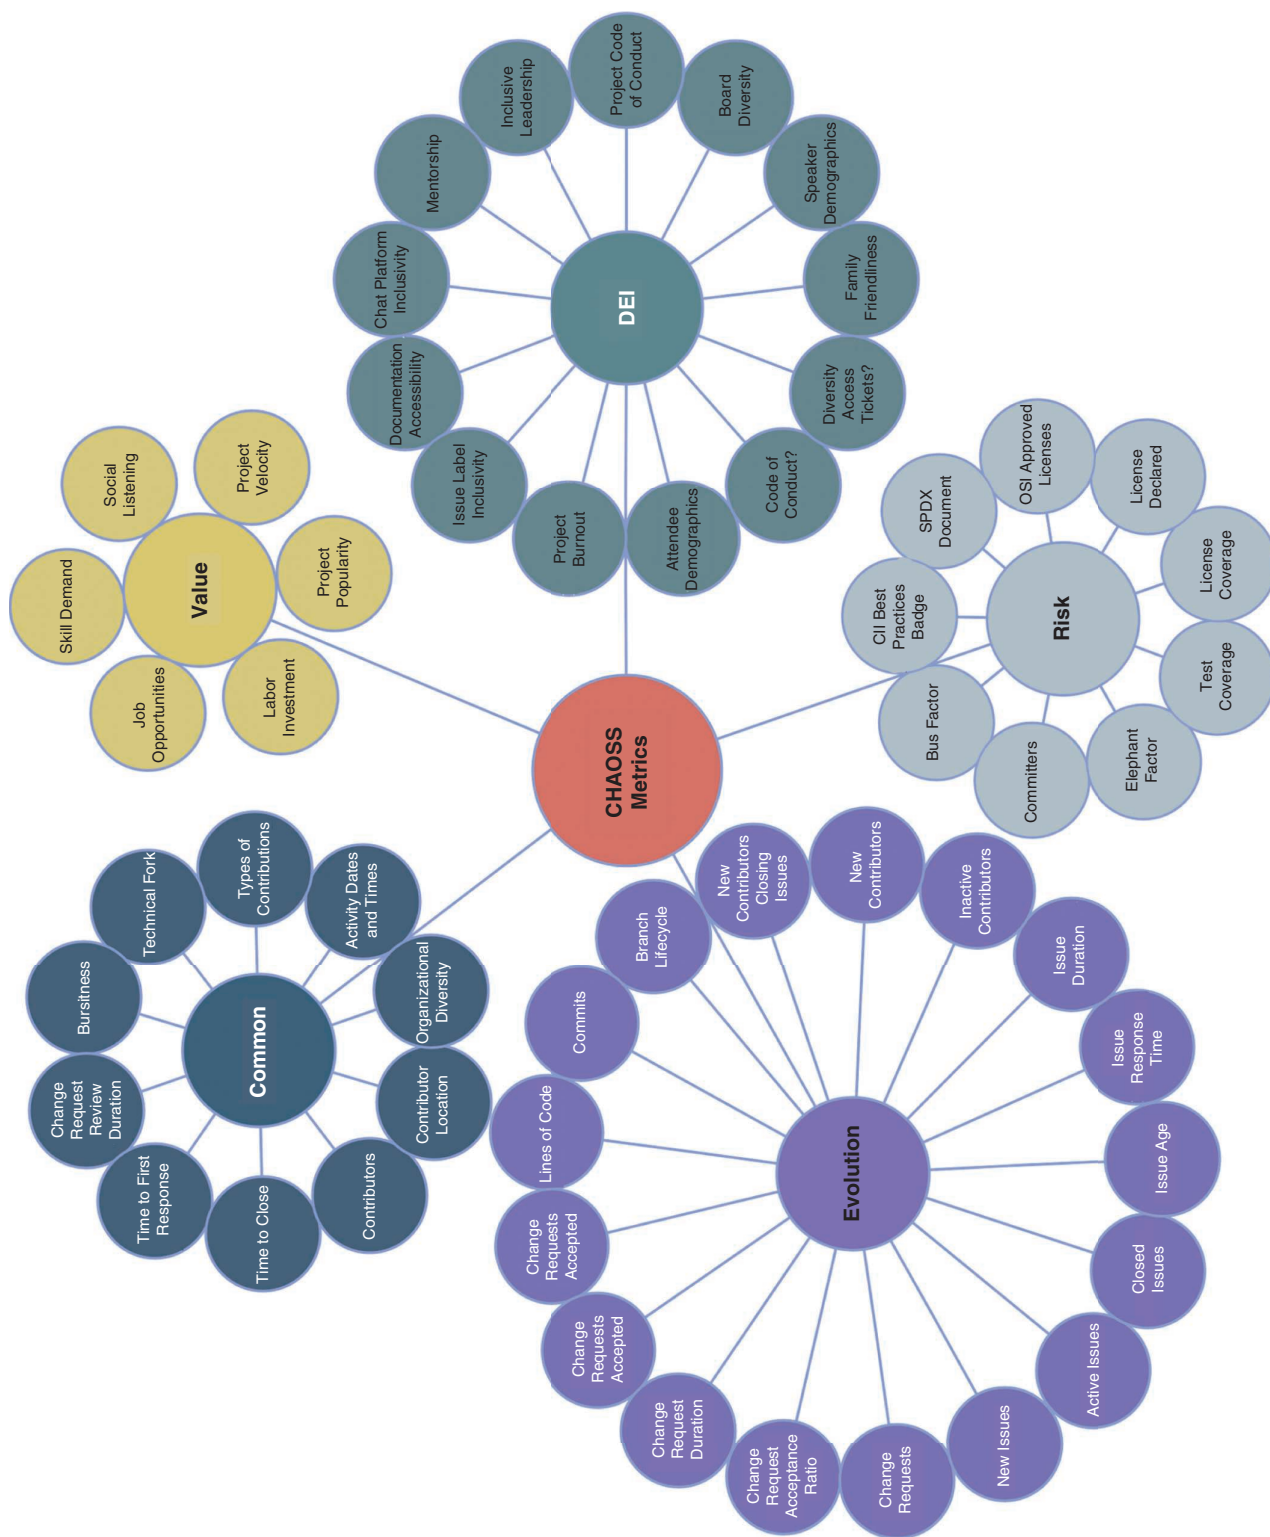 CHAOSS
Metrics
Common
Activity Dates
and Times
Types of
Contributions
Technical Fork
Bursitness
Change
Request
Review
Duration
Time to First
Response
Time to Close
Contributors
Contributor
Location
Organizational
Diversity
Value
Labor
Investment
Job
Opportunities
Skill Demand
Social
Listening
Project
Velocity
Project
Popularity
DEI
Project
Burnout
Issue Label
Inclusivity
Documentation
Accessibility
Chat Platform
Inclusivity
Mentorship
Inclusive
Leadership
Project Code
of Conduct
Board
Diversity
Speaker
Demographics
Family
Friendliness
Diversity
Access
Tickets?
Code of
Conduct?
Attendee
Demographics
Risk
Bus Factor
CII Best
Practices
Badge
SPDX
Document
OSI Approved
Licenses
License
Declared
License
Coverage
Test
Coverage
Elephant
Factor
Committers
Evolution
New
Contributors
Closing
Issues
New
Contributors
Inactive
Contributors
Issue
Duration
Issue
Response
Time
Issue Age
Closed
Issues
Active Issues
New Issues
Change
Requests
Change
Request
Acceptance
Ratio
Change
Request
Duration
Change
Requests
Accepted
Change
Requests
Accepted
Lines of Code
Commits
Branch
Lifecycle